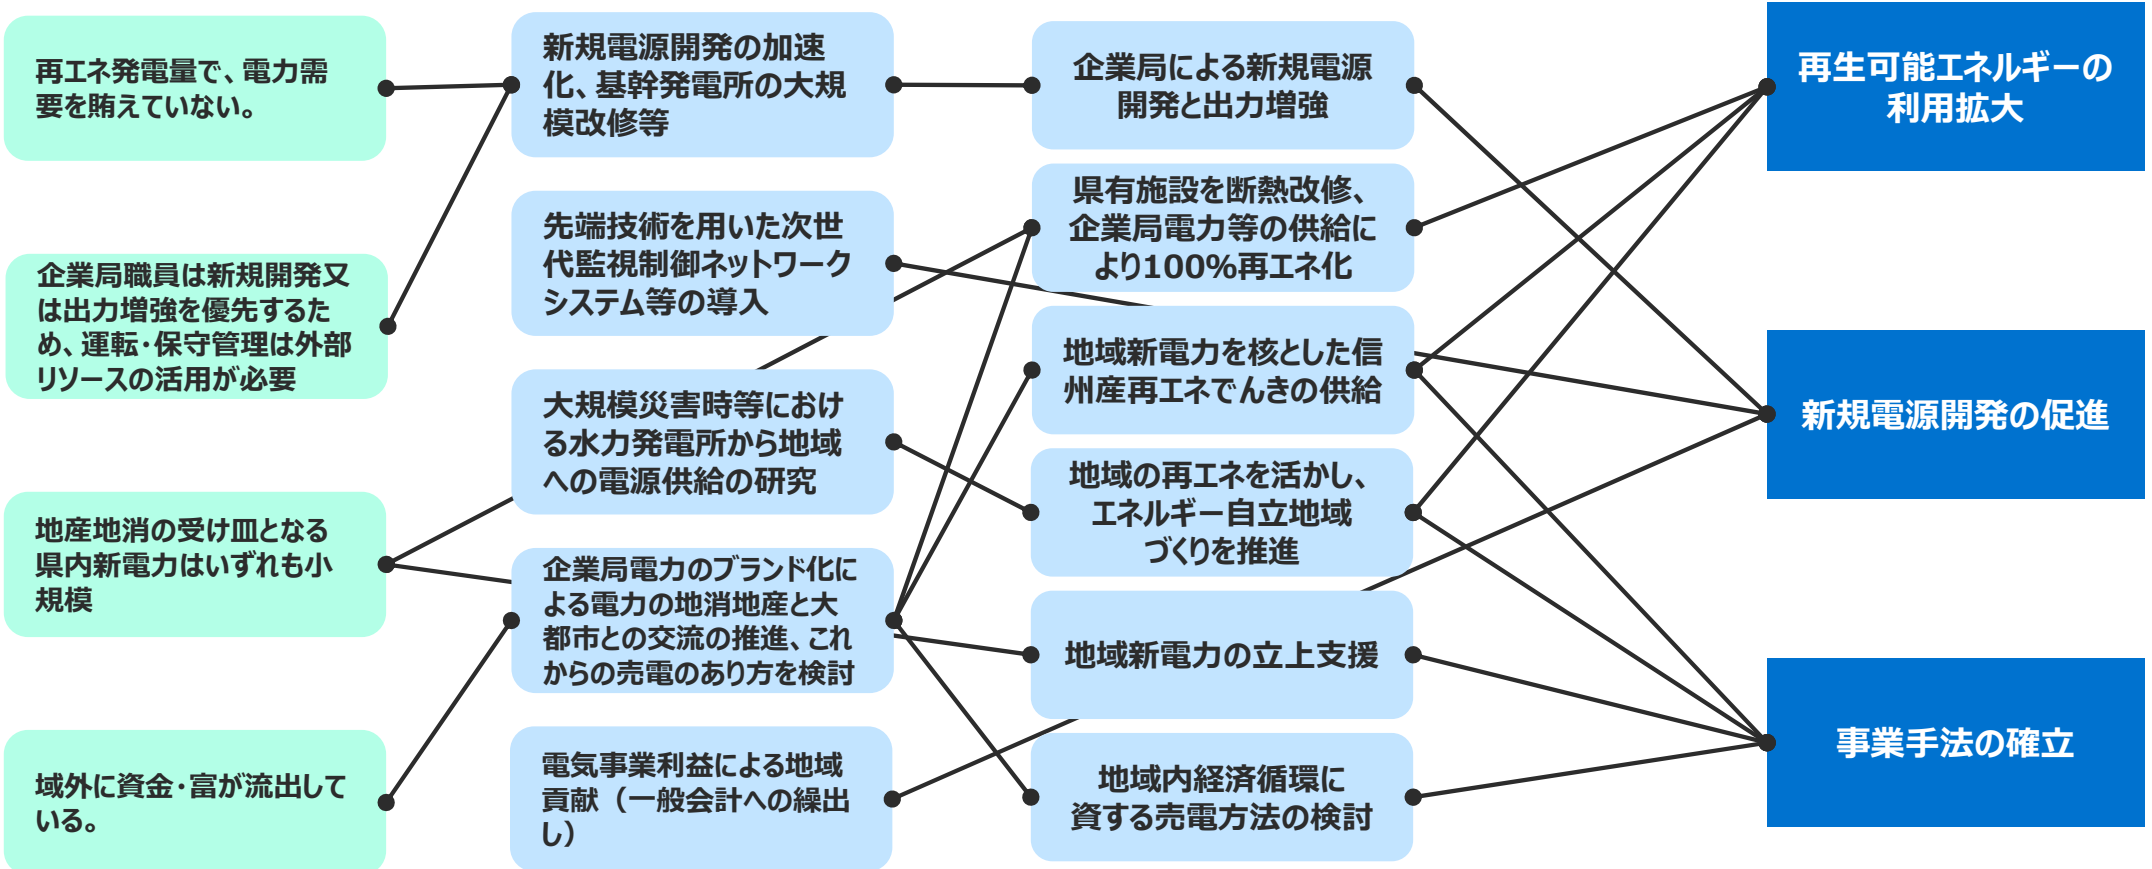 再エネ発電量で、電力需
要を賄えていない。
企業局職員は新規開発又
は出力増強を優先するた
め、運転・保守管理は外部
リソースの活用が必要
地産地消の受け皿となる
県内新電力はいずれも小
規模
域外に資金・富が流出して
いる。
新規電源開発の加速
化、基幹発電所の大規
模改修等
先端技術を用いた次世
代監視制御ネットワーク
システム等の導入
大規模災害時等におけ
る水力発電所から地域
への電源供給の研究
企業局電力のブランド化に
よる電力の地消地産と大
都市との交流の推進、これ
からの売電のあり方を検討
電気事業利益による地域
貢献（一般会計への繰出
し）
企業局による新規電源
開発と出力増強
県有施設を断熱改修、
企業局電力等の供給に
より100%再エネ化
地域新電力を核とした信
州産再エネでんきの供給
地域の再エネを活かし、
エネルギー自立地域
づくりを推進
地域新電力の立上支援
地域内経済循環に
資する売電方法の検討
再生可能エネルギーの
利用拡大
新規電源開発の促進
事業手法の確立